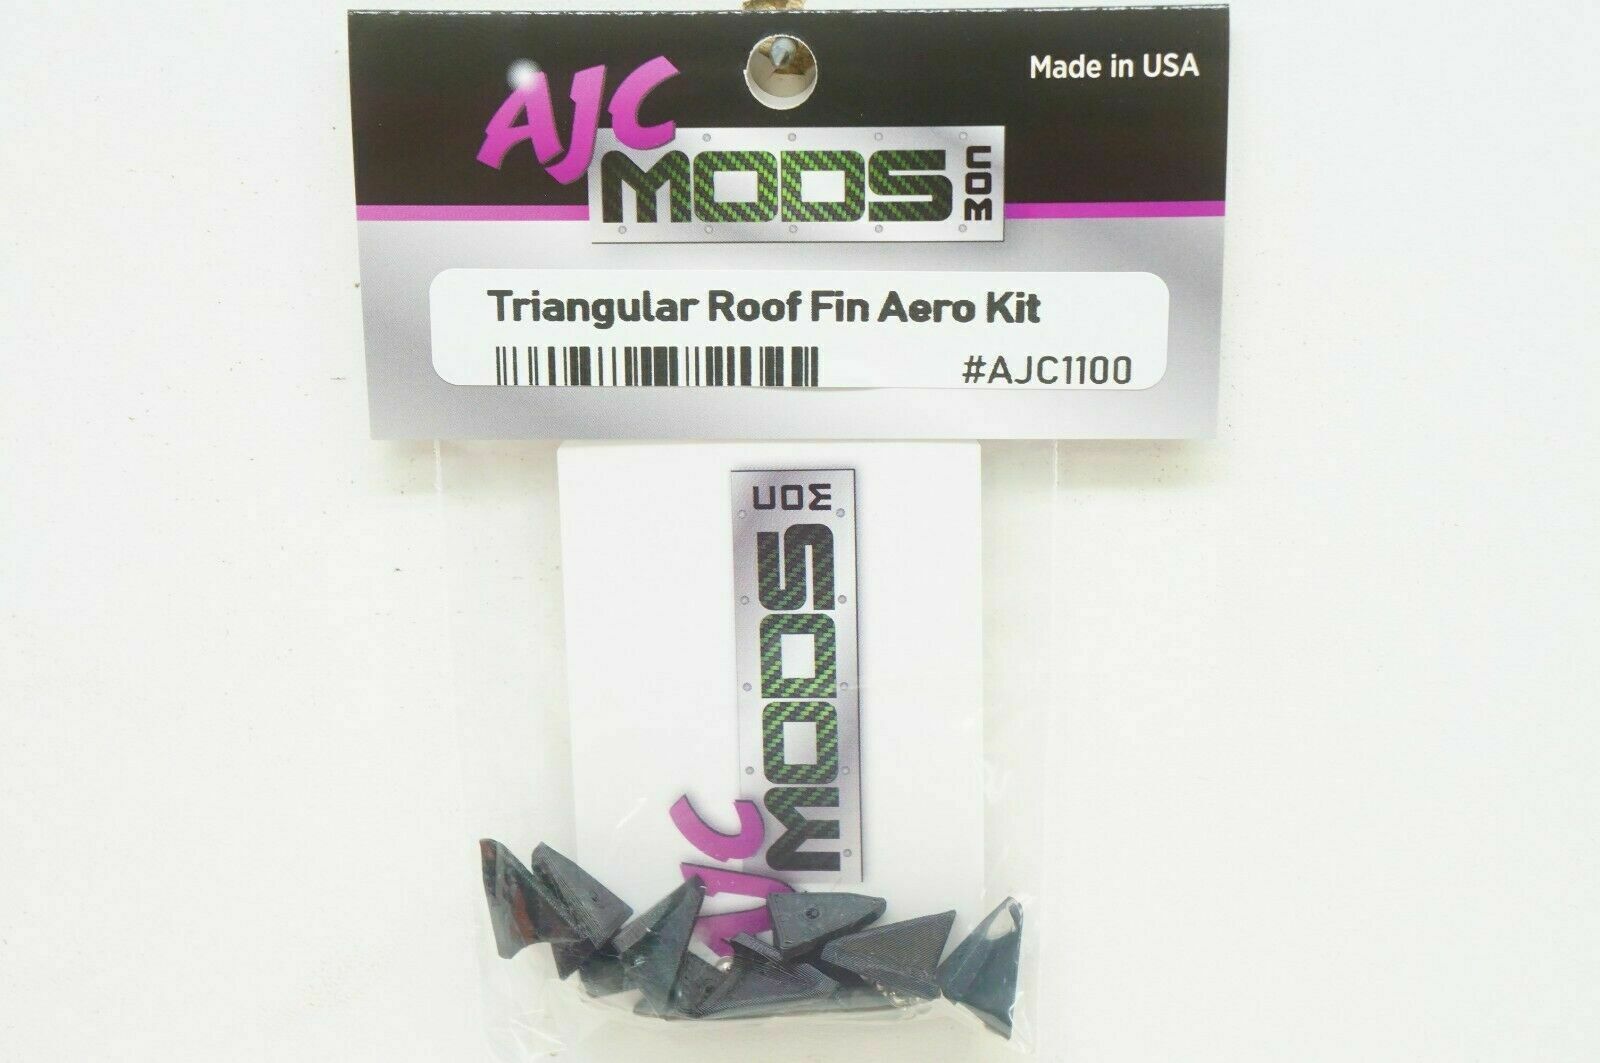 Made in USA
AJC
MODS
COM
Triangular Roof Fin Aero Kit
#AJC1100
COM
MODS
AJC